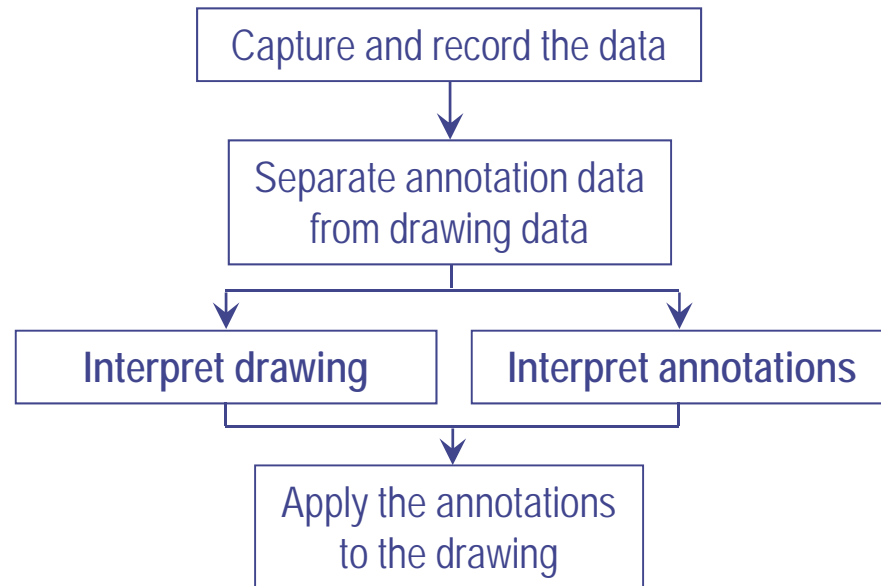 Capture and record the data
Separate annotation data
from drawing data
Interpret drawing
Interpret annotations
Apply the annotations
to the drawing